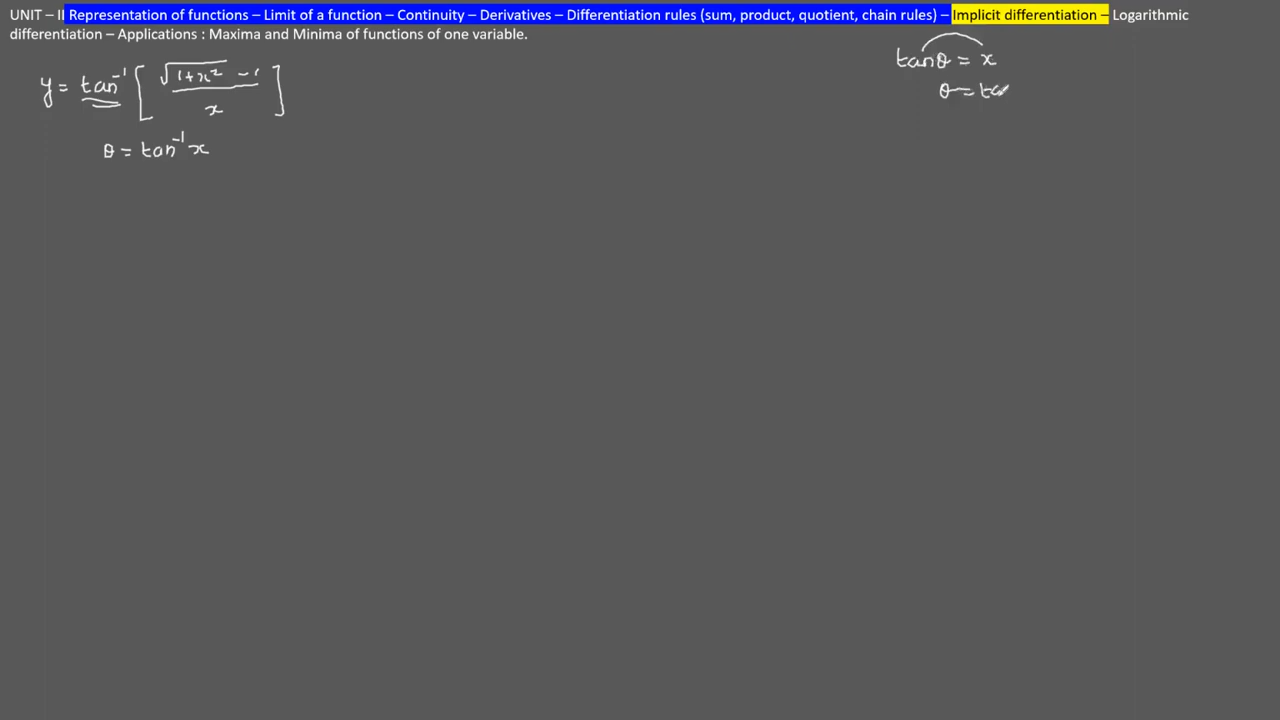 UNIT – II Representation of functions – Limit of a function – Continuity – Derivatives – Differentiation rules (sum, product, quotient, chain rules) – Implicit differentiation – Logarithmic
differentiation – Applications : Maxima and Minima of functions of one variable.
tanθ = x
θ = ta
y = tan⁻¹ [ (√(1+x²) − 1) / x ]
θ = tan⁻¹ x